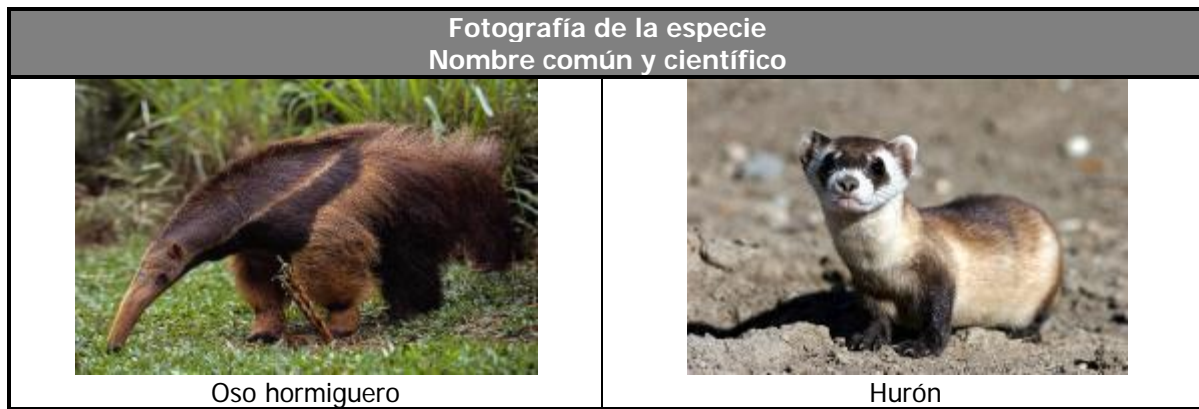 Fotografía de la especie
Nombre común y científico
Oso hormiguero
Hurón